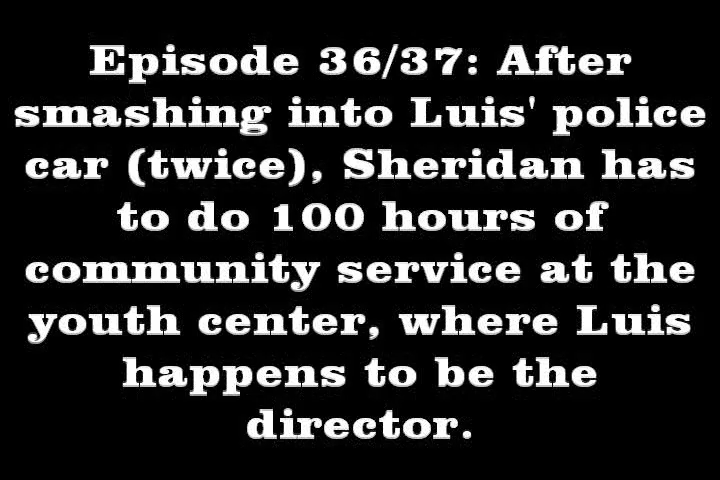 Episode 36/37: After
smashing into Luis' police
car (twice), Sheridan has
to do 100 hours of
community service at the
youth center, where Luis
happens to be the
director.